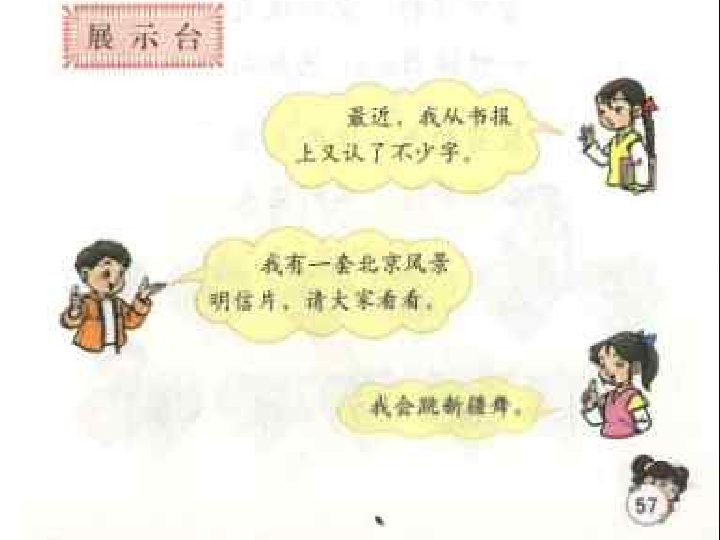 展示台
最近,我从书报
上又认了不少字。
我有一套北京风景
明信片,请大家看看。
我会跳新疆舞。
57